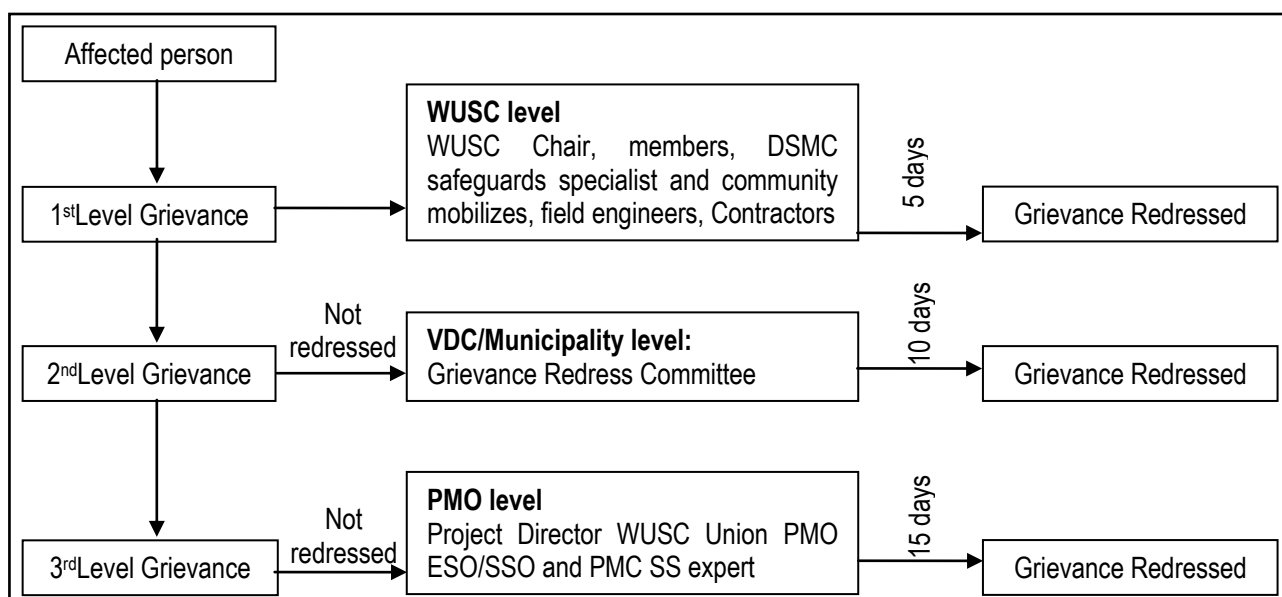 Affected person
WUSC level
WUSC Chair, members, DSMC
safeguards specialist and community
mobilizes, field engineers, Contractors
5 days
1stLevel Grievance
Grievance Redressed
Not
redressed
VDC/Municipality level:
Grievance Redress Committee
10 days
2ndLevel Grievance
Grievance Redressed
Not
redressed
PMO level
Project Director WUSC Union PMO
ESO/SSO and PMC SS expert
15 days
3rdLevel Grievance
Grievance Redressed